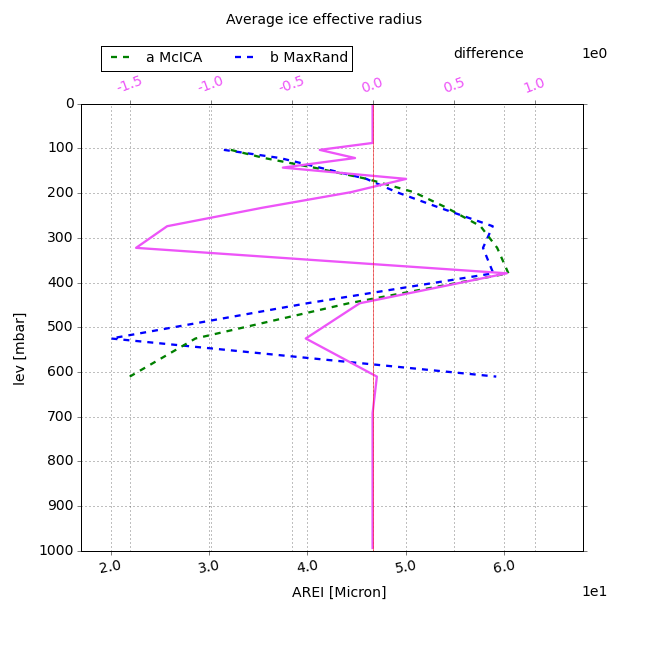 Average ice effective radius
a McICA b MaxRand difference 1e0
-1.5 -1.0 -0.5 0.0 0.5 1.0
0
100
200
300
400
500
600
700
800
900
1000
lev [mbar]
2.0 3.0 4.0 5.0 6.0
AREI [Micron] 1e1